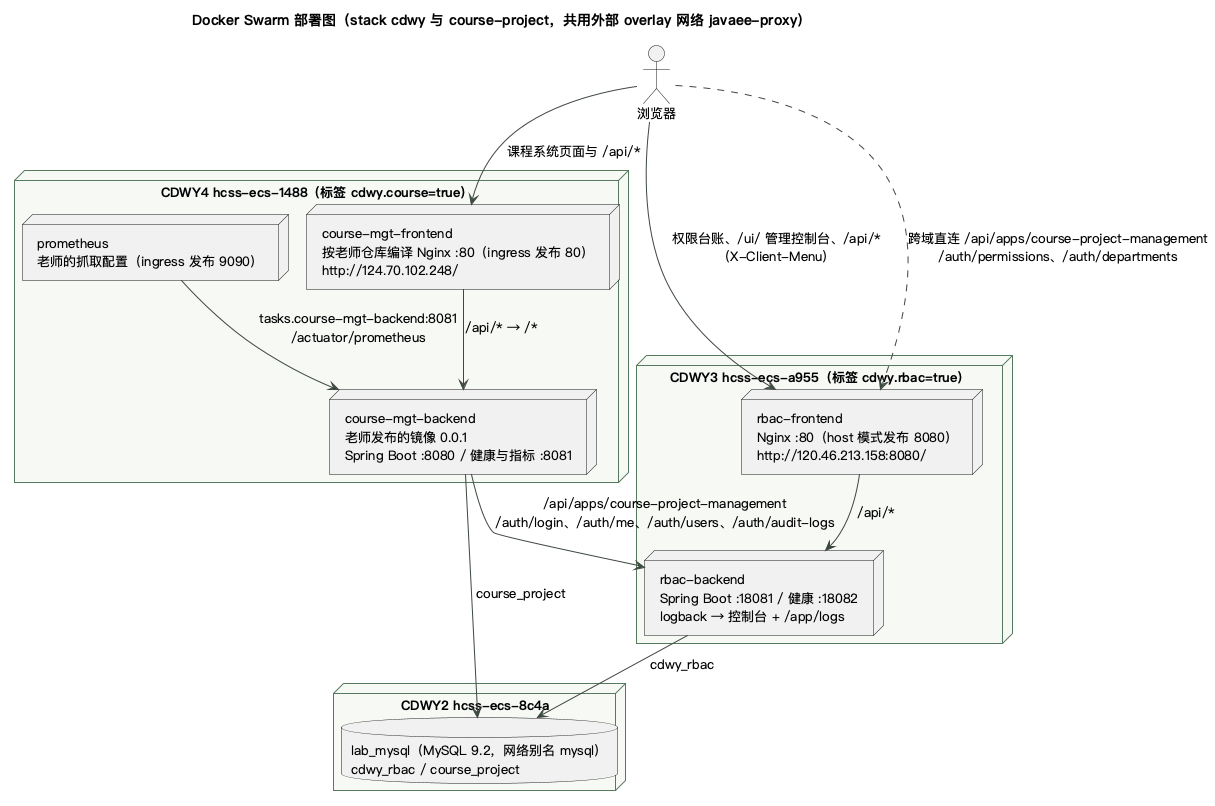 Docker Swarm 部署图（stack cdwy 与 course-project，共用外部 overlay 网络 javaee-proxy）
浏览器
课程系统页面与 /api/*
权限台账、/ui/ 管理控制台、/api/*
(X-Client-Menu)
跨域直连 /api/apps/course-project-management
/auth/permissions、/auth/departments
CDWY4 hcss-ecs-1488（标签 cdwy.course=true）
prometheus
老师的抓取配置（ingress 发布 9090）
course-mgt-frontend
按老师仓库编译 Nginx :80（ingress 发布 80）
http://124.70.102.248/
tasks.course-mgt-backend:8081
/actuator/prometheus
/api/* → /*
course-mgt-backend
老师发布的镜像 0.0.1
Spring Boot :8080 / 健康与指标 :8081
CDWY3 hcss-ecs-a955（标签 cdwy.rbac=true）
rbac-frontend
Nginx :80（host 模式发布 8080）
http://120.46.213.158:8080/
/api/apps/course-project-management
/auth/login、/auth/me、/auth/users、/auth/audit-logs
/api/*
rbac-backend
Spring Boot :18081 / 健康 :18082
logback → 控制台 + /app/logs
course_project
cdwy_rbac
CDWY2 hcss-ecs-8c4a
lab_mysql（MySQL 9.2，网络别名 mysql）
cdwy_rbac / course_project